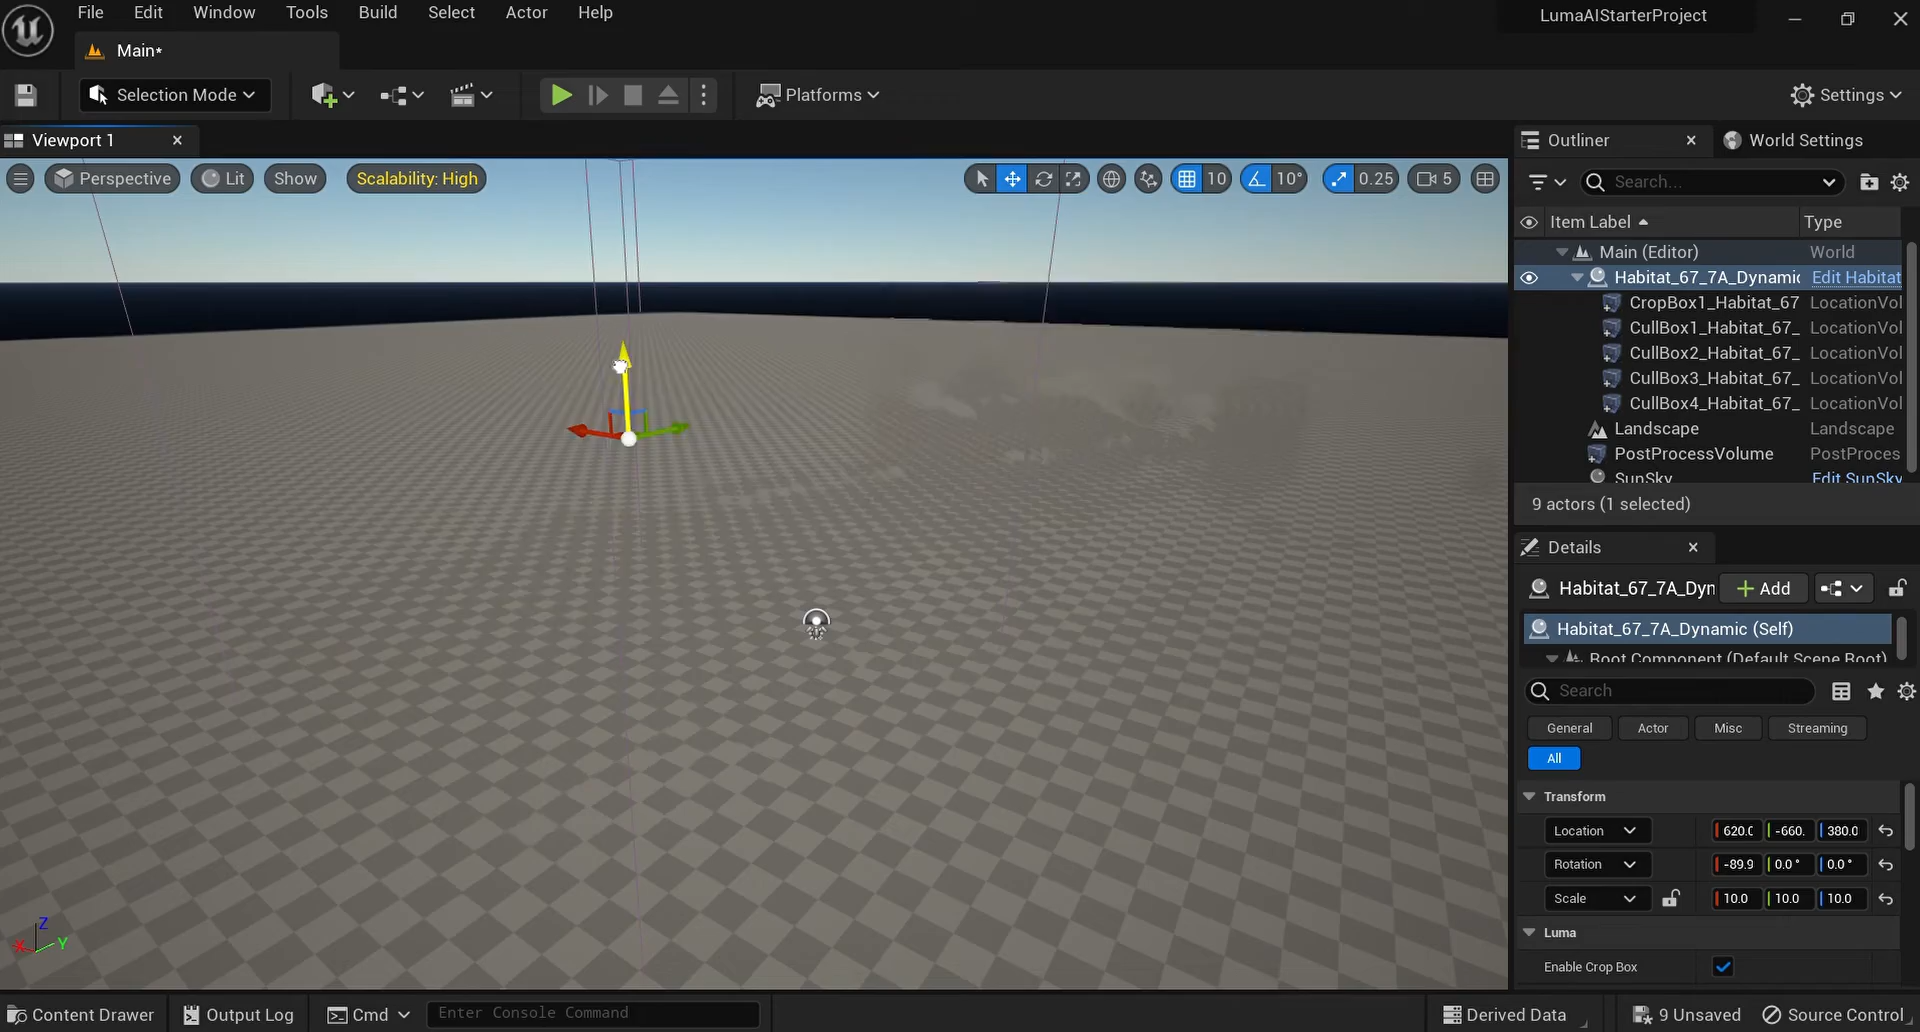 File Edit Window Tools Build Select Actor Help
LumaAIStarterProject
Main*
Selection Mode
Platforms
Settings
Viewport 1
Perspective
Lit
Show
Scalability: High
10
10°
0.25
5
Outliner
World Settings
Search...
Item Label
Type
Main (Editor) World
Habitat_67_7A_Dynamic Edit Habitat
CropBox1_Habitat_67 LocationVol
CullBox1_Habitat_67_ LocationVol
CullBox2_Habitat_67_ LocationVol
CullBox3_Habitat_67_ LocationVol
CullBox4_Habitat_67_ LocationVol
Landscape Landscape
PostProcessVolume PostProces
SunSky Edit SunSky
9 actors (1 selected)
Details
Habitat_67_7A_Dyn
Add
Habitat_67_7A_Dynamic (Self)
Root Component (Default Scene Root)
Search
General Actor Misc Streaming
All
Transform
Location 620.0 -660. 380.0
Rotation -89.9 0.0° 0.0°
Scale 10.0 10.0 10.0
Luma
Enable Crop Box
Z
X Y
Content Drawer
Output Log
Cmd
Enter Console Command
Derived Data
9 Unsaved
Source Control